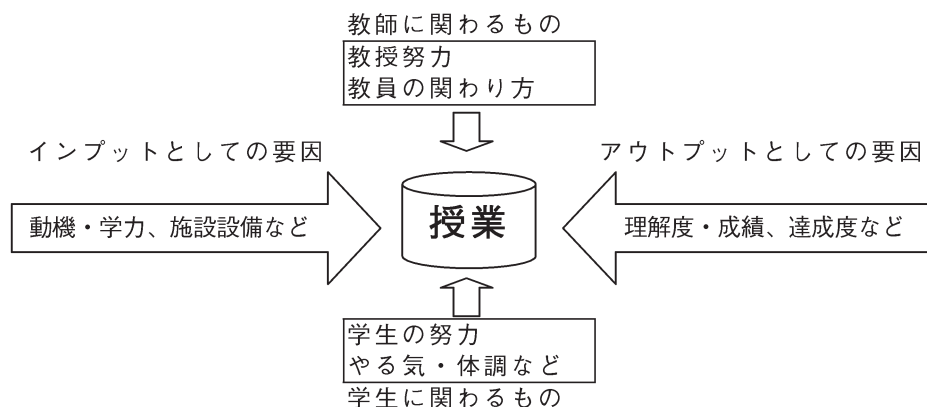 教師に関わるもの
教授努力
教員の関わり方
インプットとしての要因
アウトプットとしての要因
動機・学力、施設設備など
授業
理解度・成績、達成度など
学生の努力
やる気・体調など
学生に関わるもの